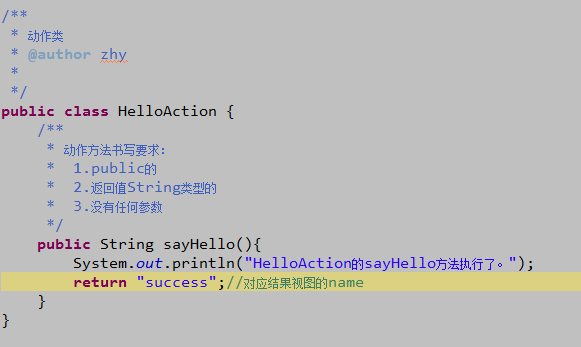 /**
 * 动作类
 * @author zhy
 *
 */
public class HelloAction {
    /**
     * 动作方法书写要求：
     *  1.public的
     *  2.返回值String类型的
     *  3.没有任何参数
     */
    public String sayHello(){
        System.out.println("HelloAction的sayHello方法执行了。");
        return "success";//对应结果视图的name
    }
}